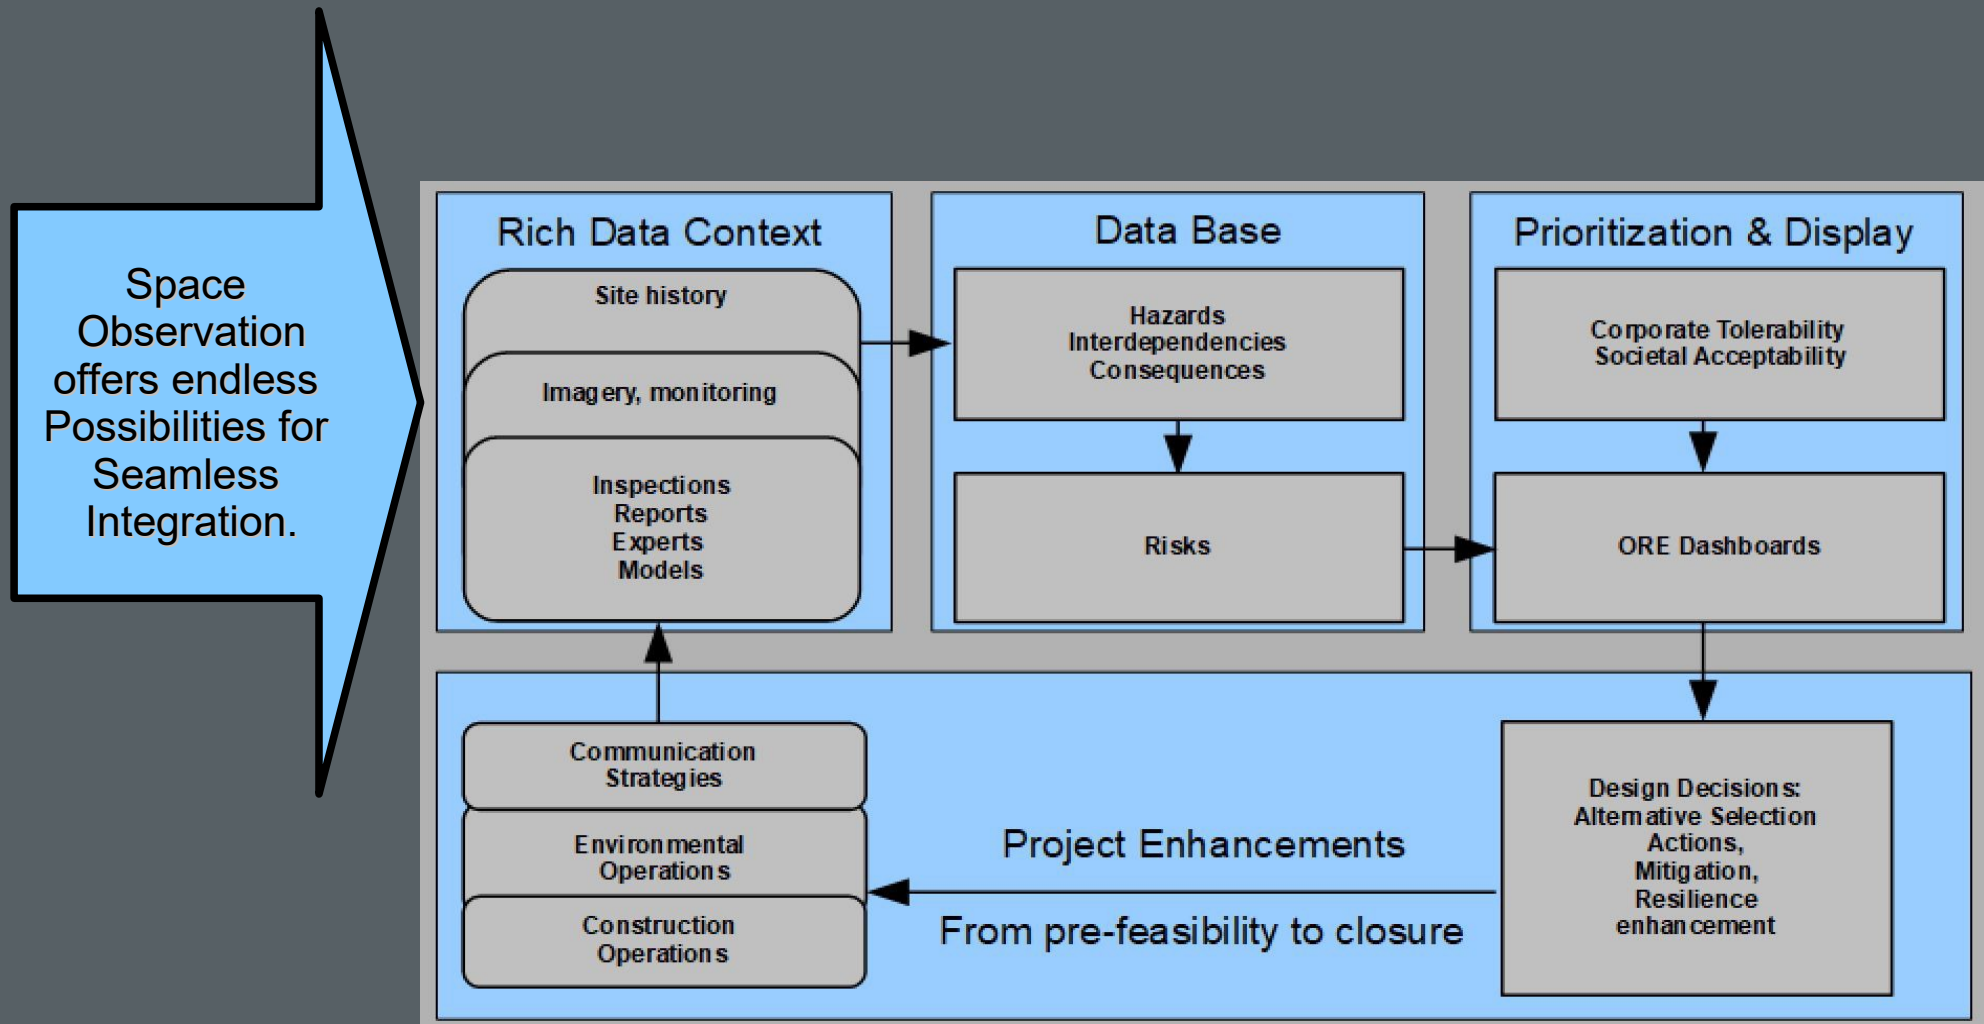 Space
Observation
offers endless
Possibilities for
Seamless
Integration.
Rich Data Context
Site history
Imagery, monitoring
Inspections
Reports
Experts
Models
Data Base
Hazards
Interdependencies
Consequences
Risks
Prioritization & Display
Corporate Tolerability
Societal Acceptability
ORE Dashboards
Communication
Strategies
Environmental
Operations
Construction
Operations
Project Enhancements
From pre-feasibility to closure
Design Decisions:
Alternative Selection
Actions,
Mitigation,
Resilience
enhancement